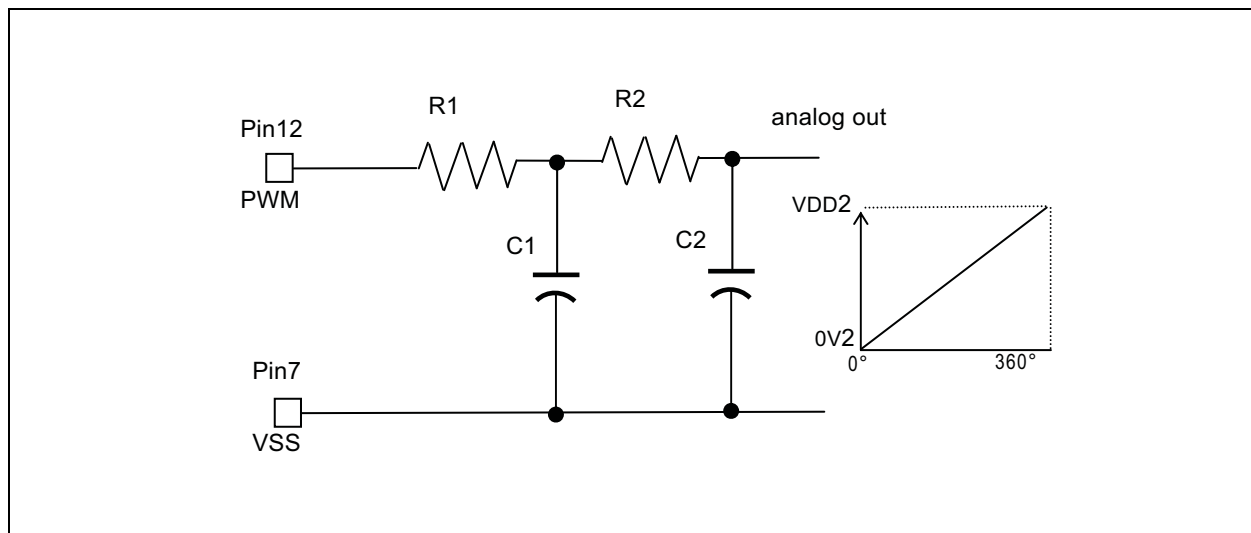 R1
R2
analog out
Pin12
PWM
VDD2
C1
C2
0V2
0°
360°
Pin7
VSS